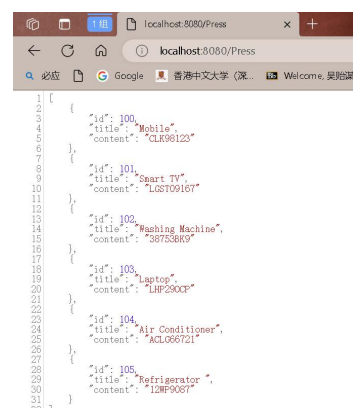 1 组
localhost:8080/Press
localhost:8080/Press
必应
Google
香港中文大学（深...
Welcome, 吴贻谋
1 [
2 {
3 "id": 100,
4 "title": "Mobile",
5 "content": "CLK98123"
6 },
7 {
8 "id": 101,
9 "title": "Smart TV",
10 "content": "LGST09167"
11 },
12 {
13 "id": 102,
14 "title": "Washing Machine",
15 "content": "38753BK9"
16 },
17 {
18 "id": 103,
19 "title": "Laptop",
20 "content": "LHP29OCP"
21 },
22 {
23 "id": 104,
24 "title": "Air Conditioner",
25 "content": "ACLG66721"
26 },
27 {
28 "id": 105,
29 "title": "Refrigerator ",
30 "content": "12WP9087"
31 }